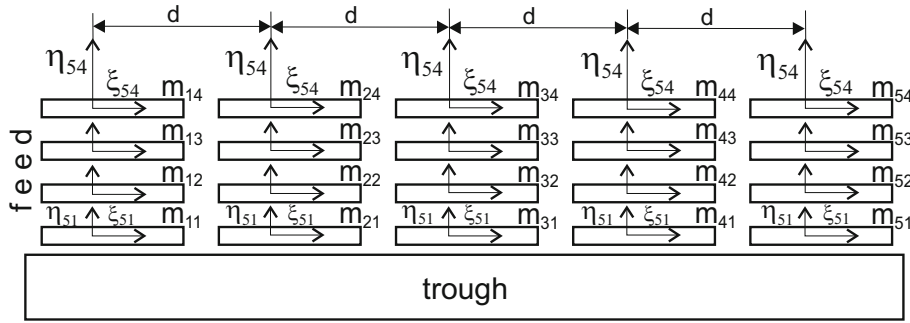 d d d d
η54 η54 η54 η54 η54
ξ54 m14 ξ54 m24 ξ54 m34 ξ54 m44 ξ54 m54
m13 m23 m33 m43 m53
feed
m12 m22 m32 m42 m52
η51 ξ51 m11 η51 ξ51 m21 η51 ξ51 m31 η51 ξ51 m41 η51 ξ51 m51
trough